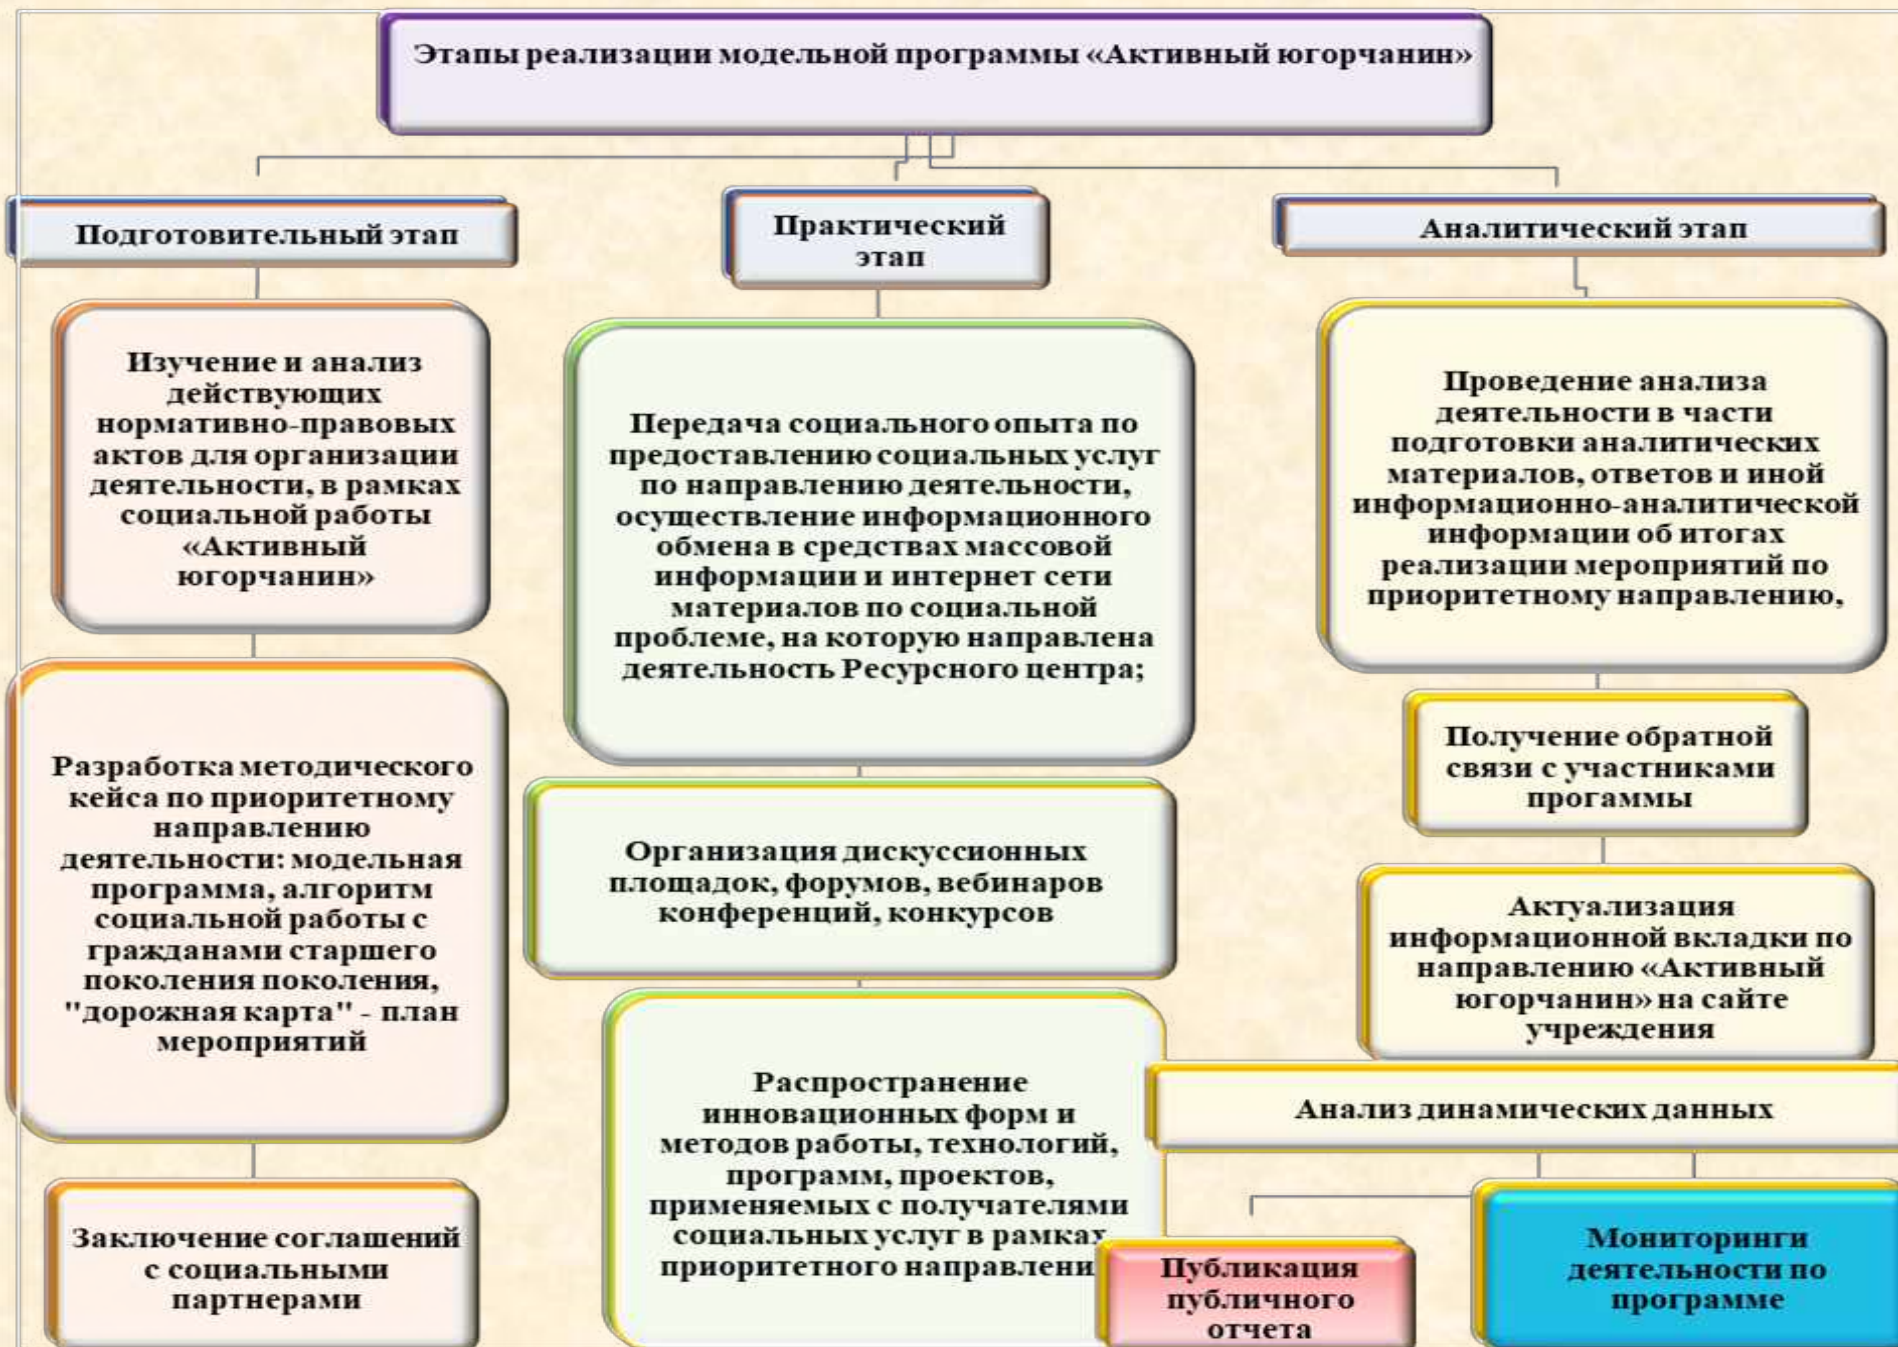 Этапы реализации модельной программы «Активный югорчанин»
Подготовительный этап
Изучение и анализ
действующих
нормативно-правовых
актов для организации
деятельности, в рамках
социальной работы
«Активный
югорчанин»
Разработка методического
кейса по приоритетному
направлению
деятельности: модельная
программа, алгоритм
социальной работы с
гражданами старшего
поколения поколения,
"дорожная карта" - план
мероприятий
Заключение соглашений
с социальными
партнерами
Практический
этап
Передача социального опыта по
предоставлению социальных услуг
по направлению деятельности,
осуществление информационного
обмена в средствах массовой
информации и интернет сети
материалов по социальной
проблеме, на которую направлена
деятельность Ресурсного центра;
Организация дискуссионных
площадок, форумов, вебинаров
конференций, конкурсов
Распространение
инновационных форм и
методов работы, технологий,
программ, проектов,
применяемых с получателями
социальных услуг в рамках
приоритетного направлени
Аналитический этап
Проведение анализа
деятельности в части
подготовки аналитических
материалов, ответов и иной
информационно-аналитической
информации об итогах
реализации мероприятий по
приоритетному направлению,
Получение обратной
связи с участниками
прогаммы
Актуализация
информационной вкладки по
направлению «Активный
югорчанин» на сайте
учреждения
Анализ динамических данных
Публикация
публичного
отчета
Мониторинги
деятельности по
программе